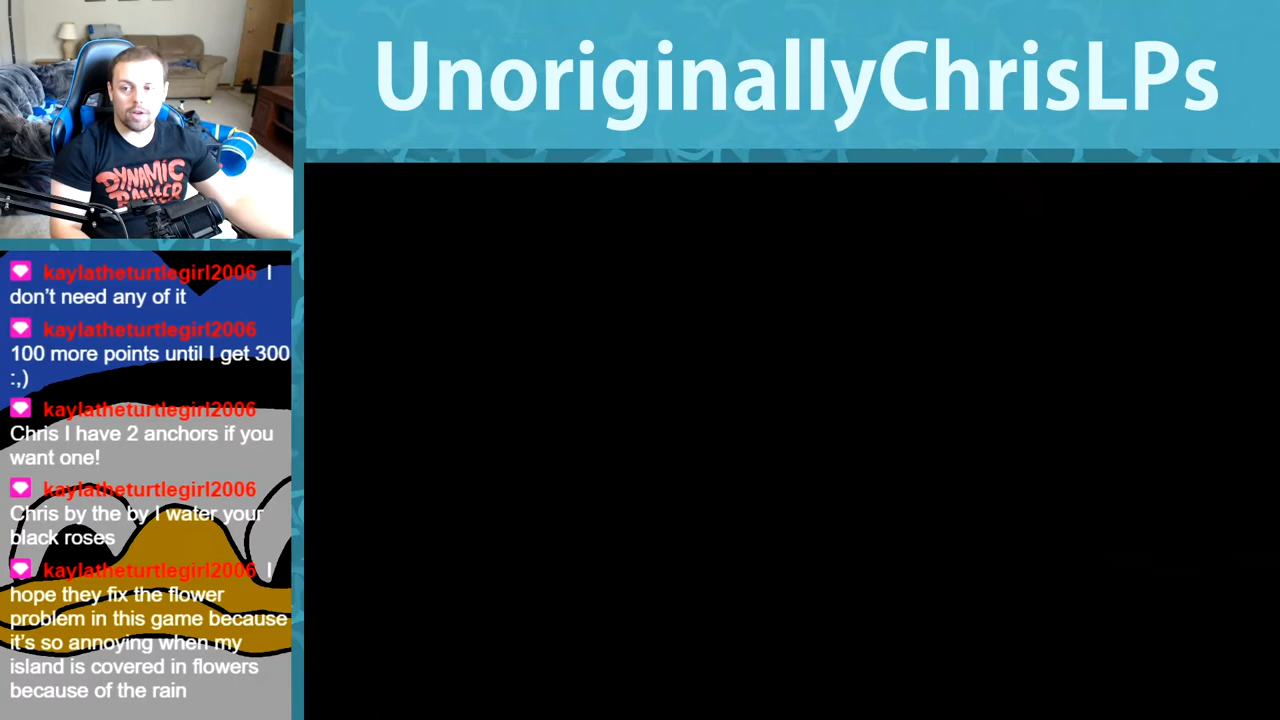 UnoriginallyChrisLPs
DYNAMIC
BANTER
kaylatheturtlegirl2006 I
don't need any of it
kaylatheturtlegirl2006
100 more points until I get 300
:,)
kaylatheturtlegirl2006
Chris I have 2 anchors if you
want one!
kaylatheturtlegirl2006
Chris by the by I water your
black roses
kaylatheturtlegirl2006 I
hope they fix the flower
problem in this game because
it's so annoying when my
island is covered in flowers
because of the rain